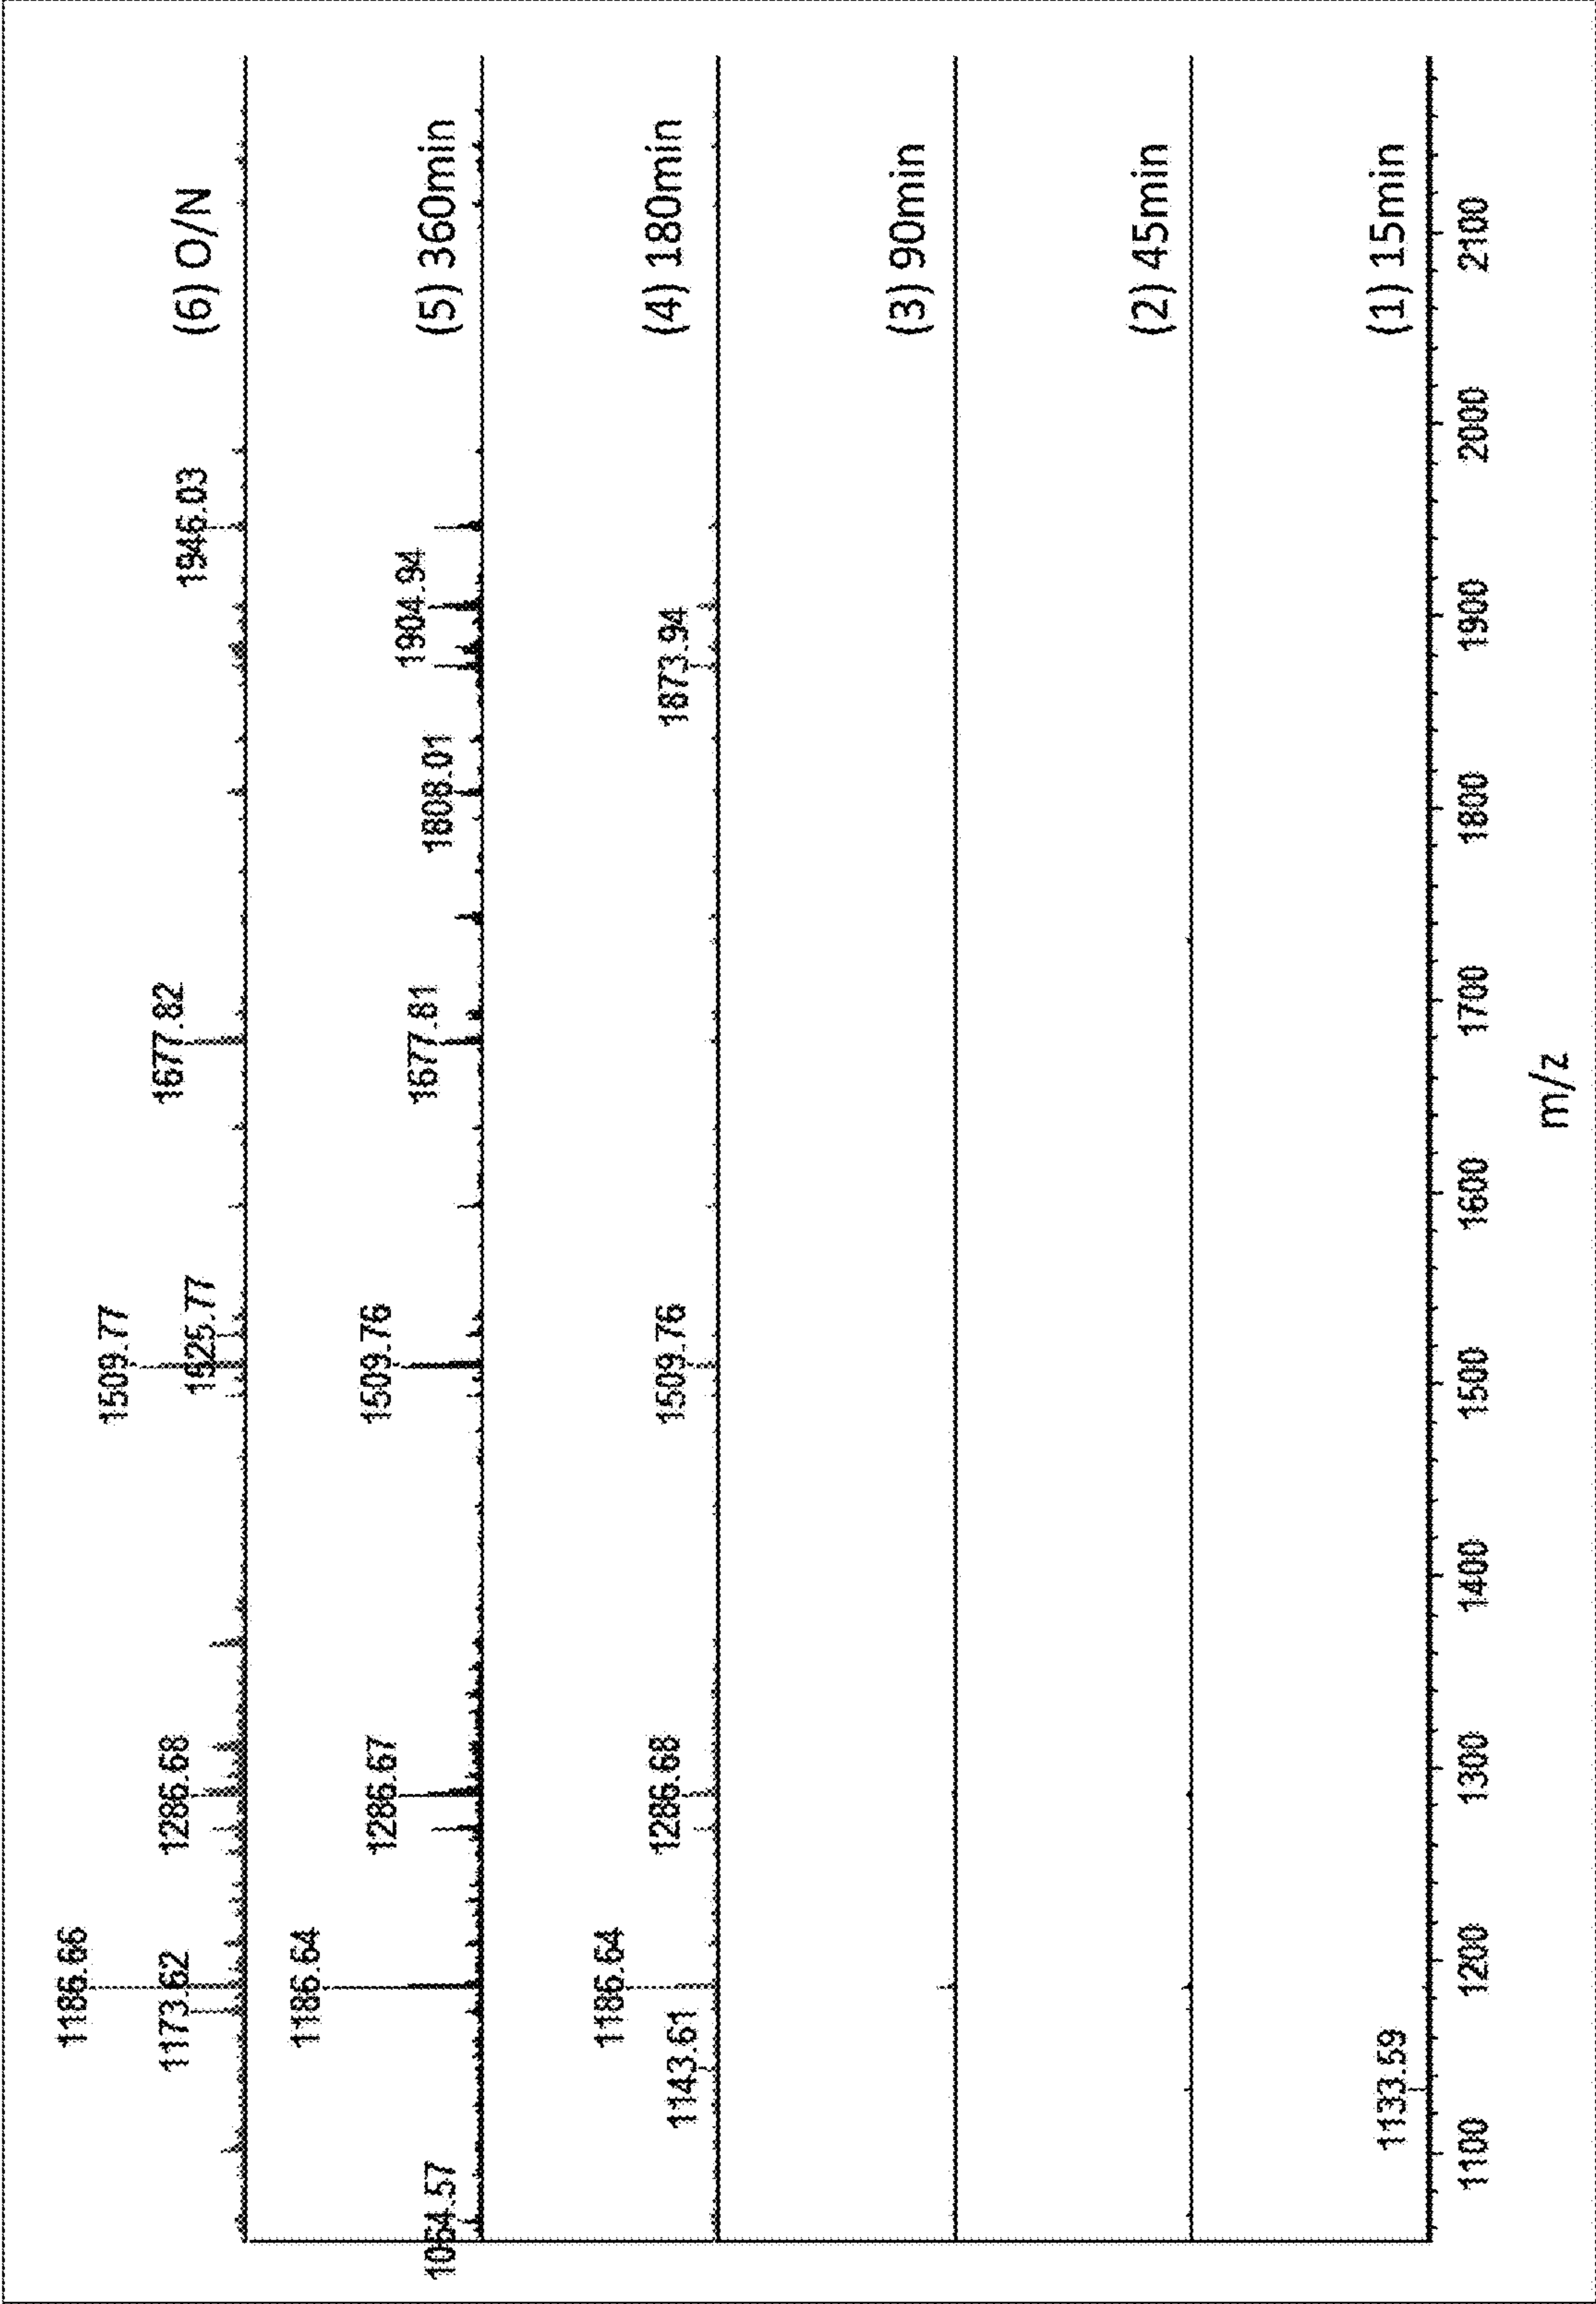 (6) O/N
1186.66
1173.62
1286.68
1509.77
1525.77
1677.82
1946.03
(5) 360min
1064.57
1186.64
1286.67
1509.76
1677.81
1808.01
1904.94
(4) 180min
1143.61
1186.64
1286.68
1509.76
1873.94
(3) 90min
(2) 45min
(1) 15min
1133.59
1100 1200 1300 1400 1500 1600 1700 1800 1900 2000 2100
m/z